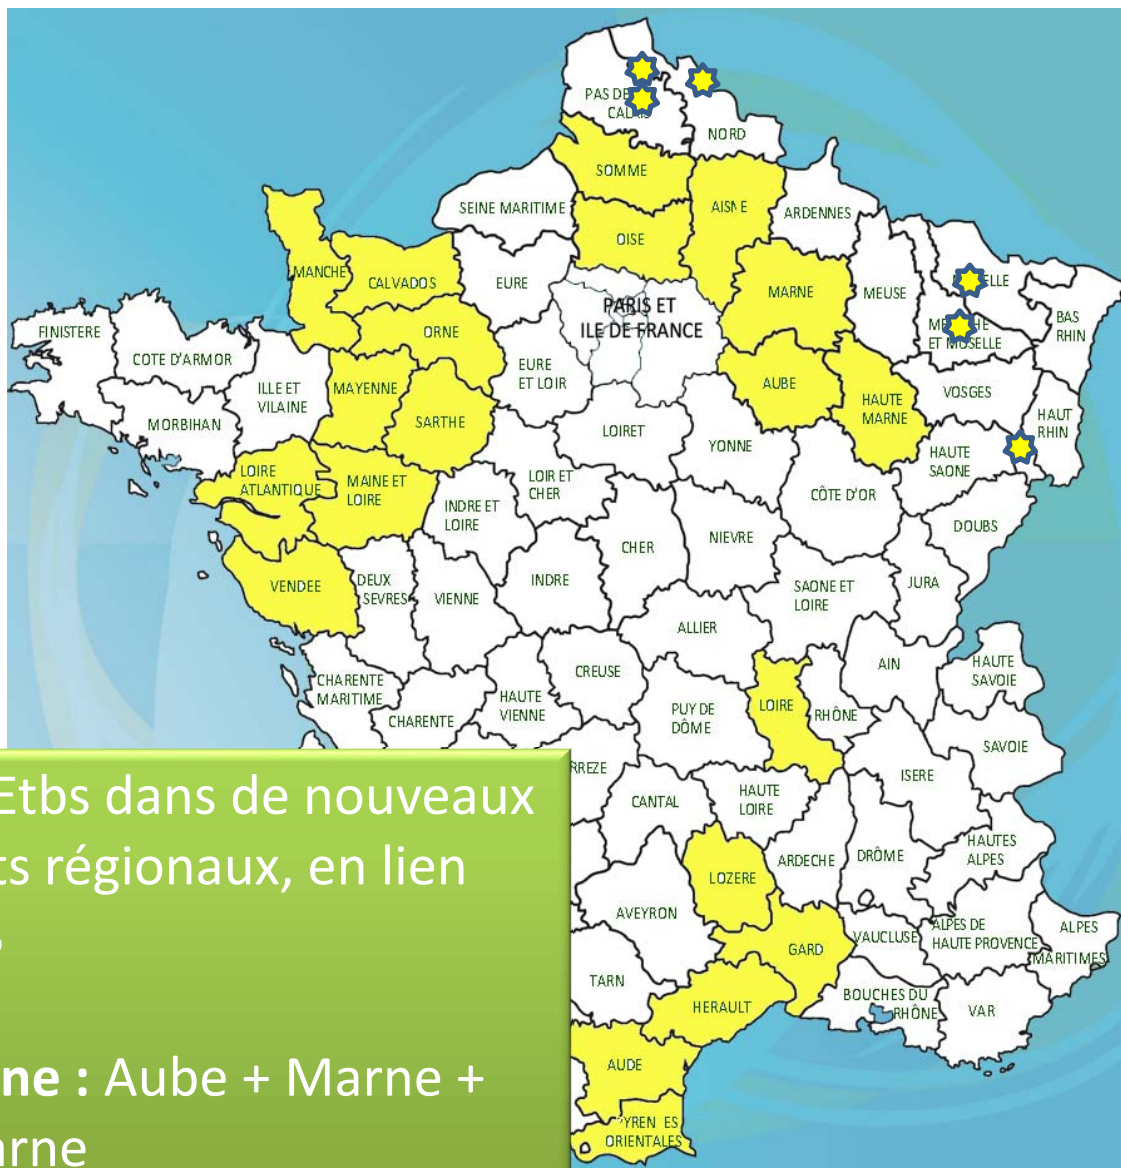 PAS DE
CALAIS
NORD
SOMME
SEINE MARITIME
AISNE
ARDENNES
OISE
MANCHE
CALVADOS
EURE
MARNE
MEUSE
ELLE
PARIS ET
ILE DE FRANCE
BAS
RHIN
FINISTERE
ORNE
ET MOSELLE
COTE D'ARMOR
EURE
ET LOIR
ILLE ET
VILAINE
MAYENNE
AUBE
VOSGES
HAUTE
MARNE
HAUT
RHIN
MORBIHAN
SARTHE
LOIRET
YONNE
HAUTE
SAONE
LOIRE
ATLANTIQUE
MAINE ET
LOIRE
LOIR ET
CHER
CÔTE D'OR
INDRE ET
LOIRE
DOUBS
NIEVRE
CHER
VENDEE
DEUX
SEVRES
VIENNE
INDRE
SAONE ET
LOIRE
JURA
ALLIER
AIN
HAUTE
SAVOIE
CREUSE
CHARENTE
MARITIME
HAUTE
VIENNE
LOIRE
PUY DE
DÔME
RHÔNE
CHARENTE
SAVOIE
RREZE
ISERE
CANTAL
HAUTE
LOIRE
HAUTES
ALPES
ARDECHE
DRÔME
LOZERE
AVEYRON
ALPES DE
HAUTE PROVENCE
ALPES
MARITIMES
VAUCLUSE
GARD
TARN
BOUCHES DU
RHÔNE
HERAULT
VAR
AUDE
PYREN ES
ORIENTALES
Etbs dans de nouveaux
ts régionaux, en lien
ne : Aube + Marne +
arne